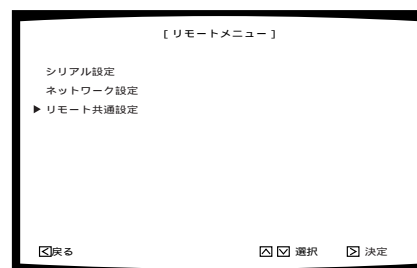 [ リモートメニュー ]
シリアル設定
ネットワーク設定
▶ リモート共通設定
戻る 選択 決定